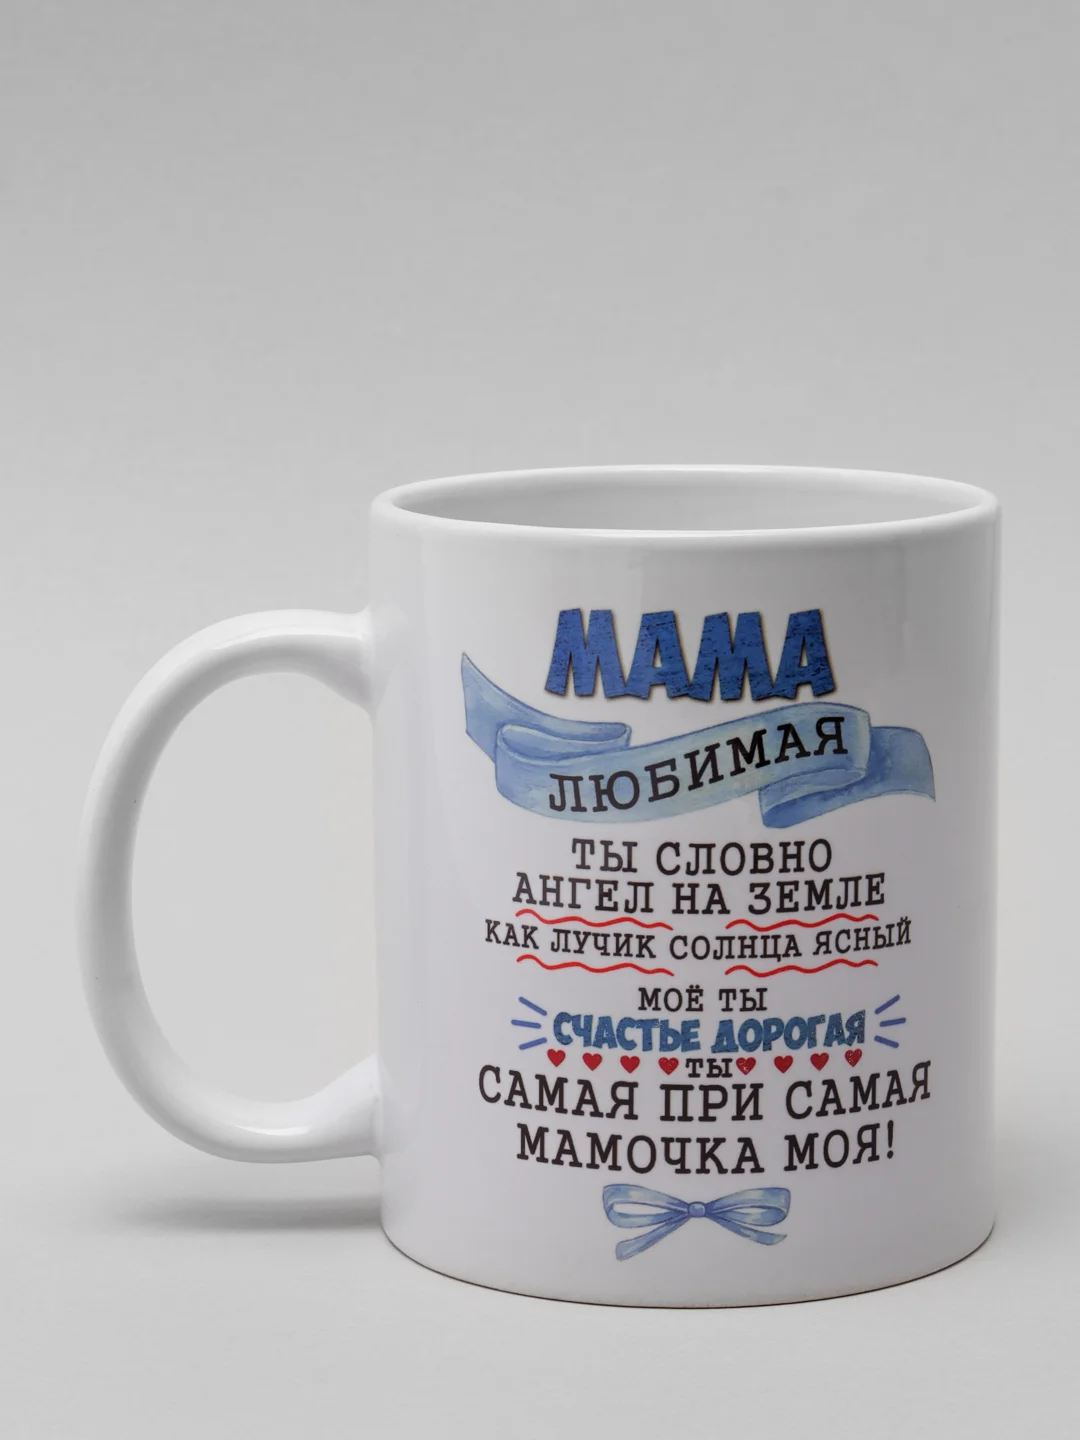 МАМА
ЛЮБИМАЯ
ТЫ СЛОВНО
АНГЕЛ НА ЗЕМЛЕ
КАК ЛУЧИК СОЛНЦА ЯСНЫЙ
МОЁ ТЫ
СЧАСТЬЕ ДОРОГАЯ
ТЫ
САМАЯ ПРИ САМАЯ
МАМОЧКА МОЯ!